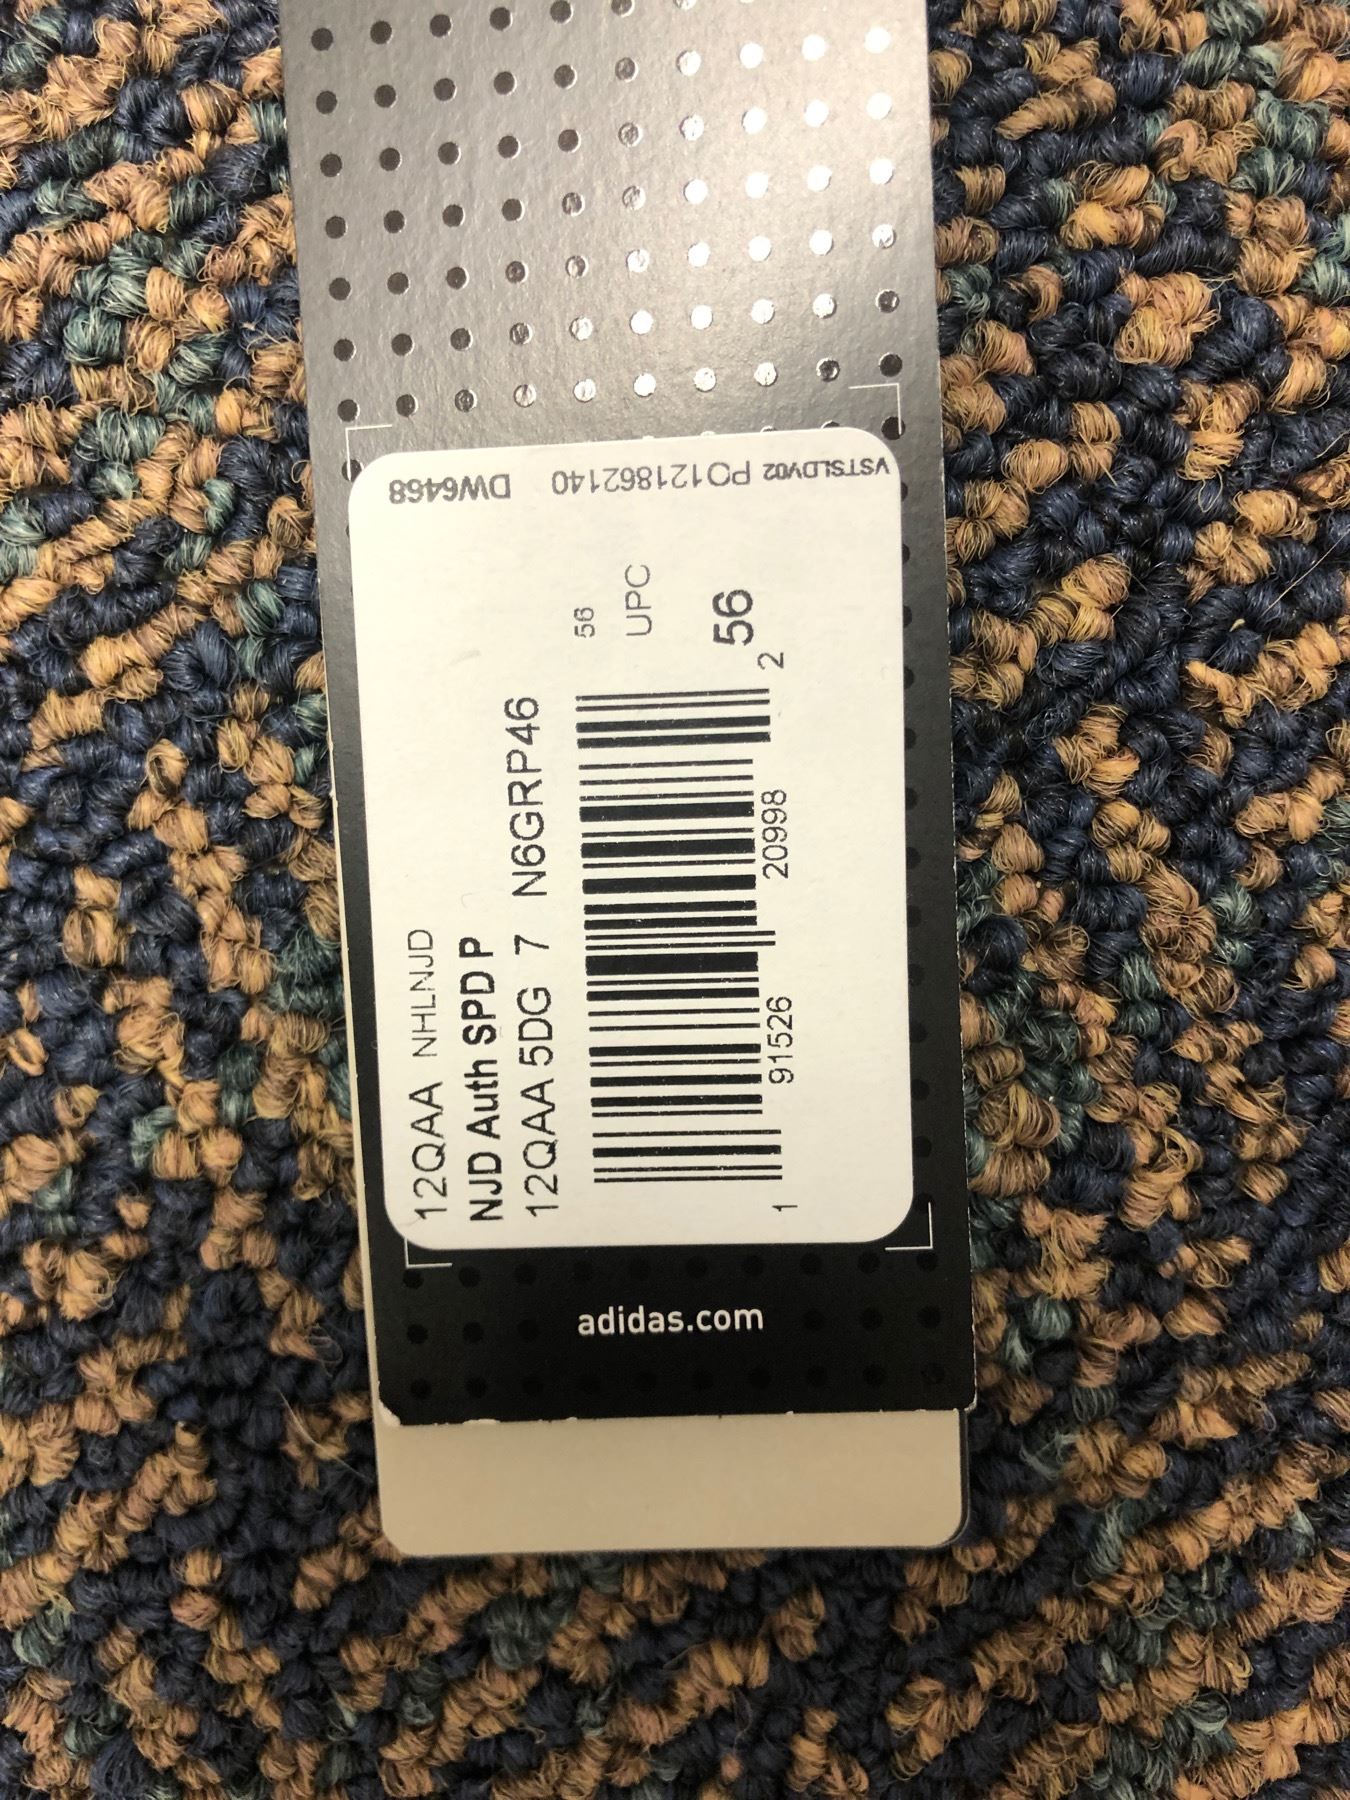 DW6468 PO121862140 VSTSLDV02
12QAA NHLNJD
NJD Auth SPD P
12QAA 5DG 7 N6GRP46
56
UPC
1 91526 20998 2
56
adidas.com